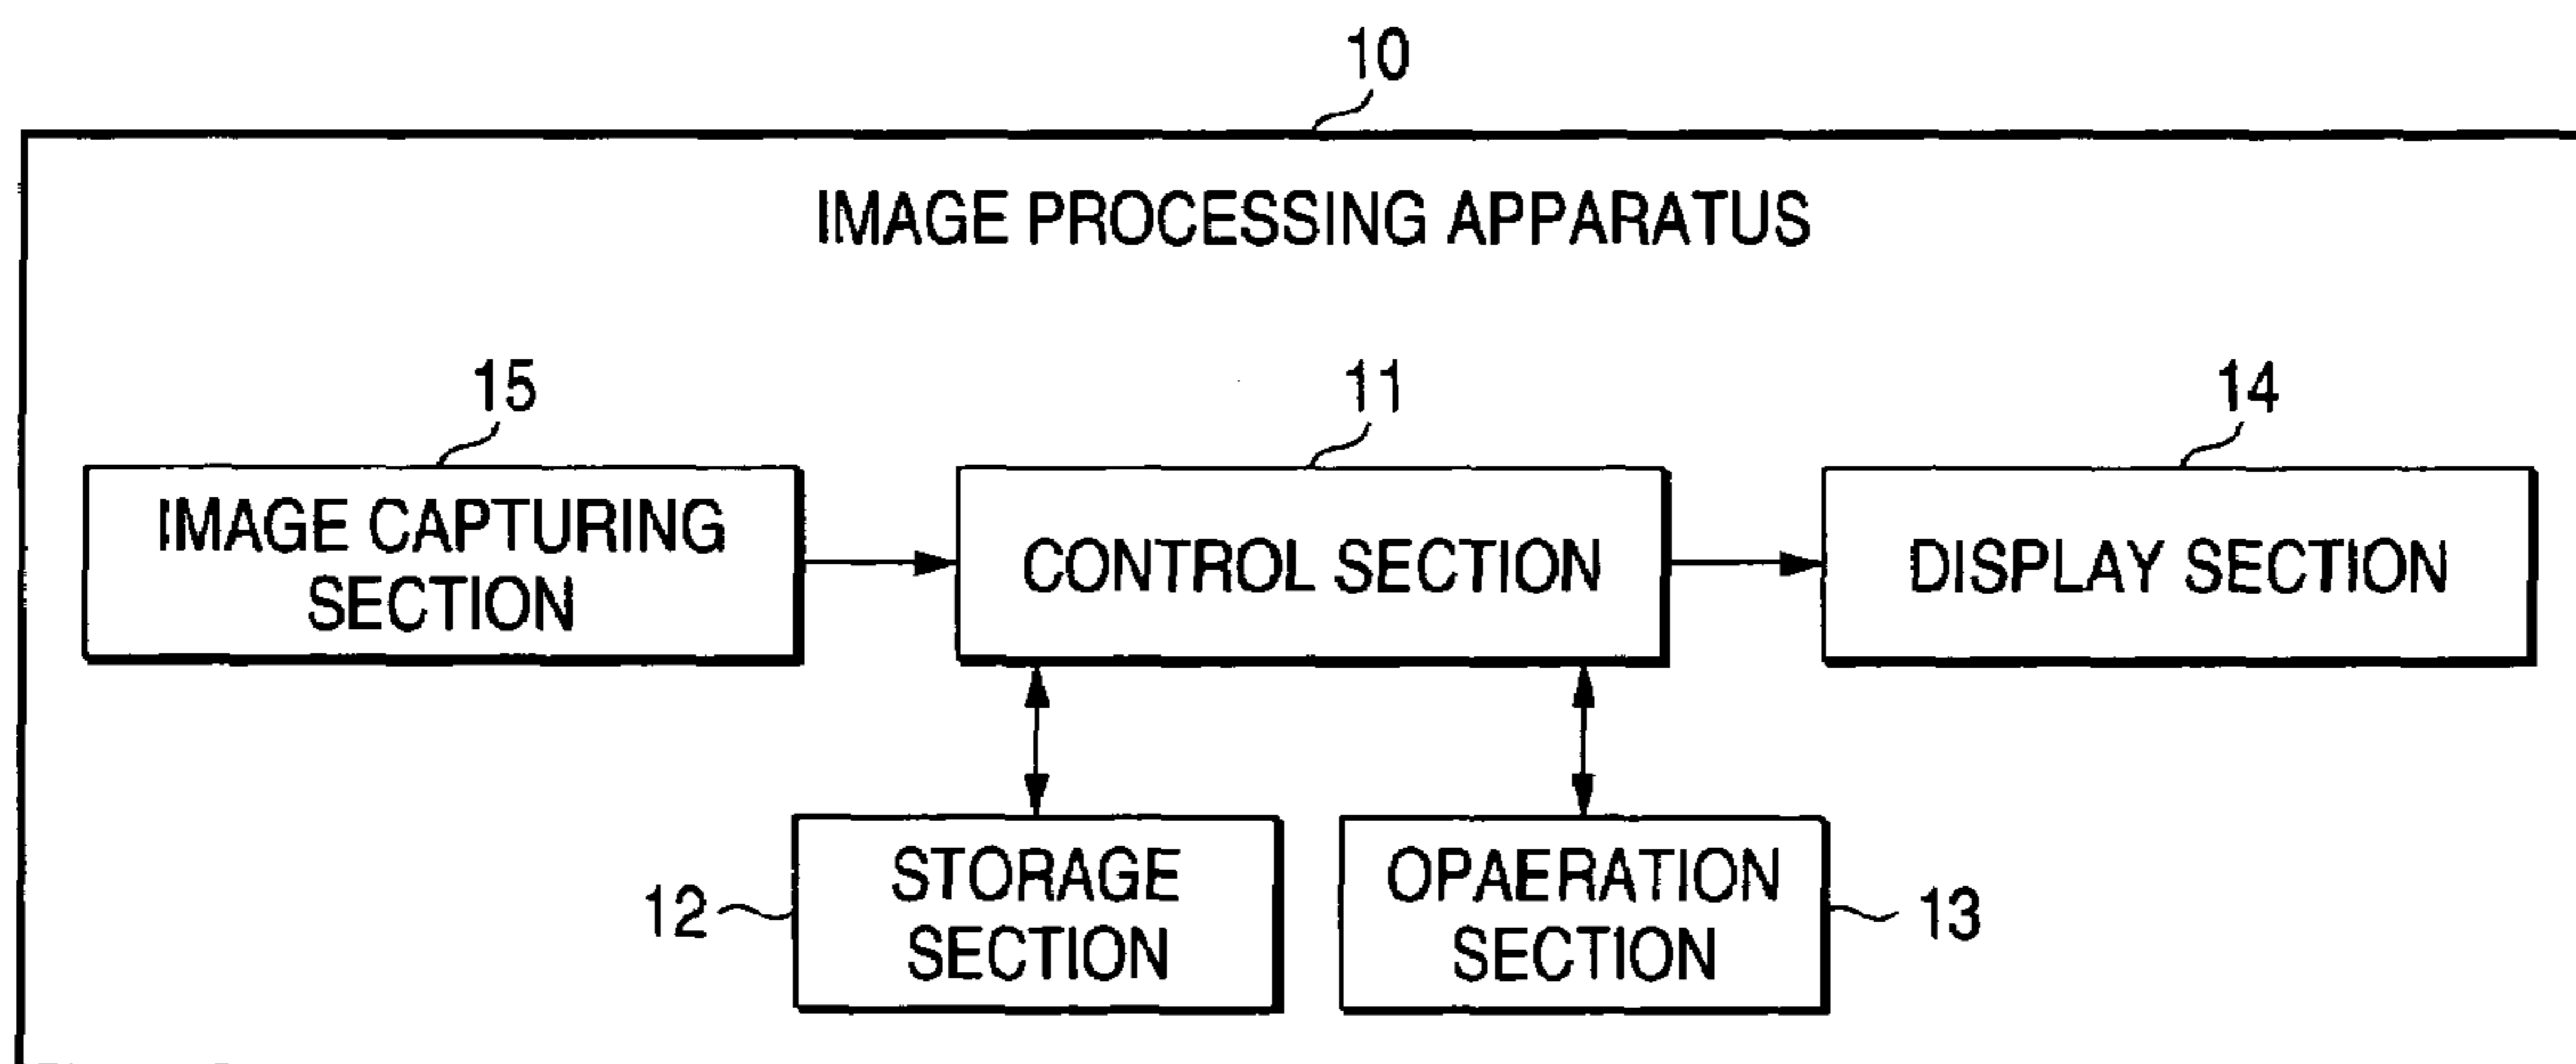 10
IMAGE PROCESSING APPARATUS
15
11
14
IMAGE CAPTURING
SECTION
CONTROL SECTION
DISPLAY SECTION
12
STORAGE
SECTION
OPAERATION
SECTION
13